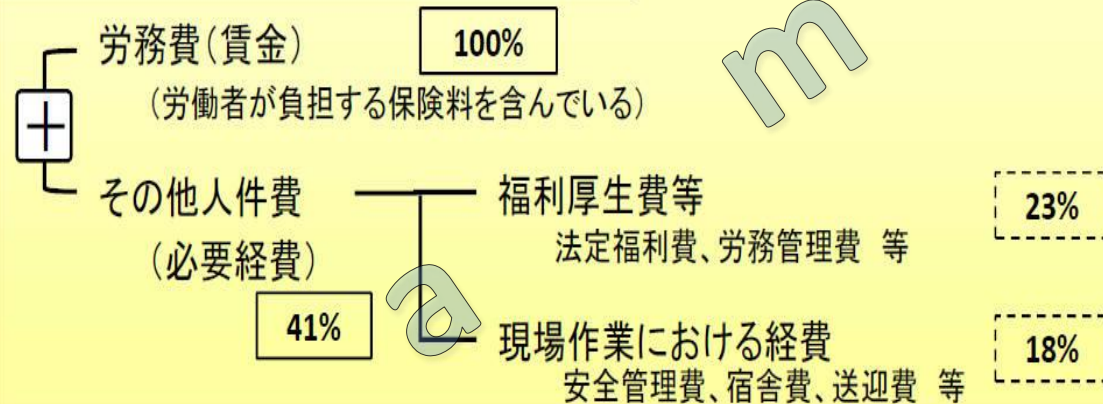 労務費(賃金) 100%
(労働者が負担する保険料を含んでいる)
+
その他人件費
(必要経費)
41%
福利厚生費等 23%
法定福利費、労務管理費 等
現場作業における経費 18%
安全管理費、宿舎費、送迎費 等
m
a